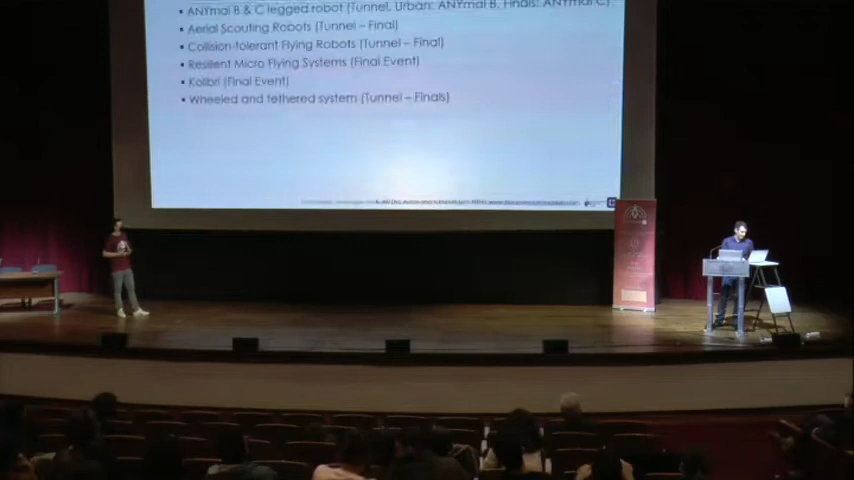 ▪ ANYmal B & C legged robot (Tunnel, Urban: ANYmal B, Finals: ANYmal C)
▪ Aerial Scouting Robots (Tunnel – Final)
▪ Collision-tolerant Flying Robots (Tunnel – Final)
▪ Resilient Micro Flying Systems (Final Event)
▪ Kolibri (Final Event)
▪ Wheeled and tethered system (Tunnel – Finals)